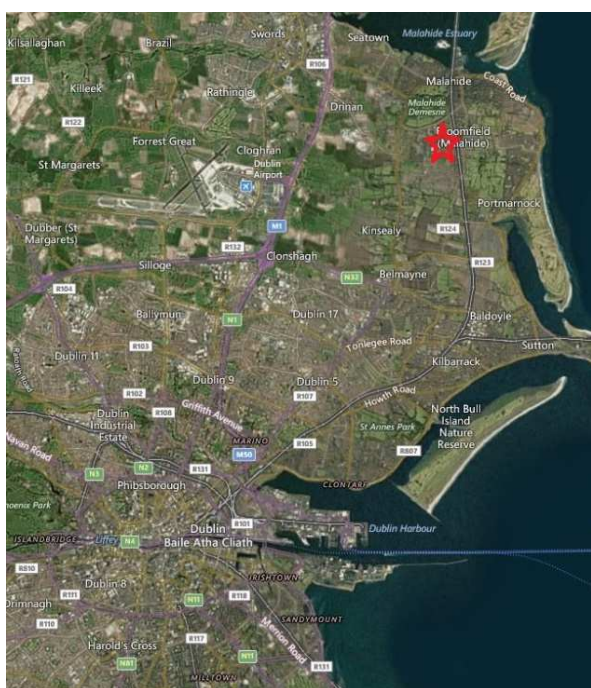 Swords
Seatown
Malahide Estuary
Kilsallaghan
Brazil
R106
R121
Killeek
Rathingle
Drinan
Malahide
Coast Road
Malahide
Demesne
R122
Forrest Great
Cloghran
Dublin
Airport
(Malahide)
St Margarets
Portmarnock
Dubber (St
Margarets)
M1
Kinsealy
R124
R132
Silloge
Clonshagh
R123
N32
Belmayne
R104
Ballymun
N1
Dublin 17
Baldoyle
R103
Dublin 11
Tonlegee Road
Sutton
Kilbarrack
Dublin 9
Dublin 5
R102
R107
Howth Road
R108
Griffith Avenue
Dublin
Industrial
Estate
North Bull
Island
Nature
Reserve
St Annes Park
MARINO
R105
R807
Navan Road
M50
N2
R131
N3
CLONTARF
Phibsborough
R101
Dublin
Baile Atha Cliath
Dublin Harbour
ISLANDBRIDGE
Liffey
N4
R810
IRISHTOWN
Dublin 8
R111
R118
N11
SANDYMOUNT
R110
R117
Merrion Road
Harold's Cross
N81
N11
R131
MILLTOWN